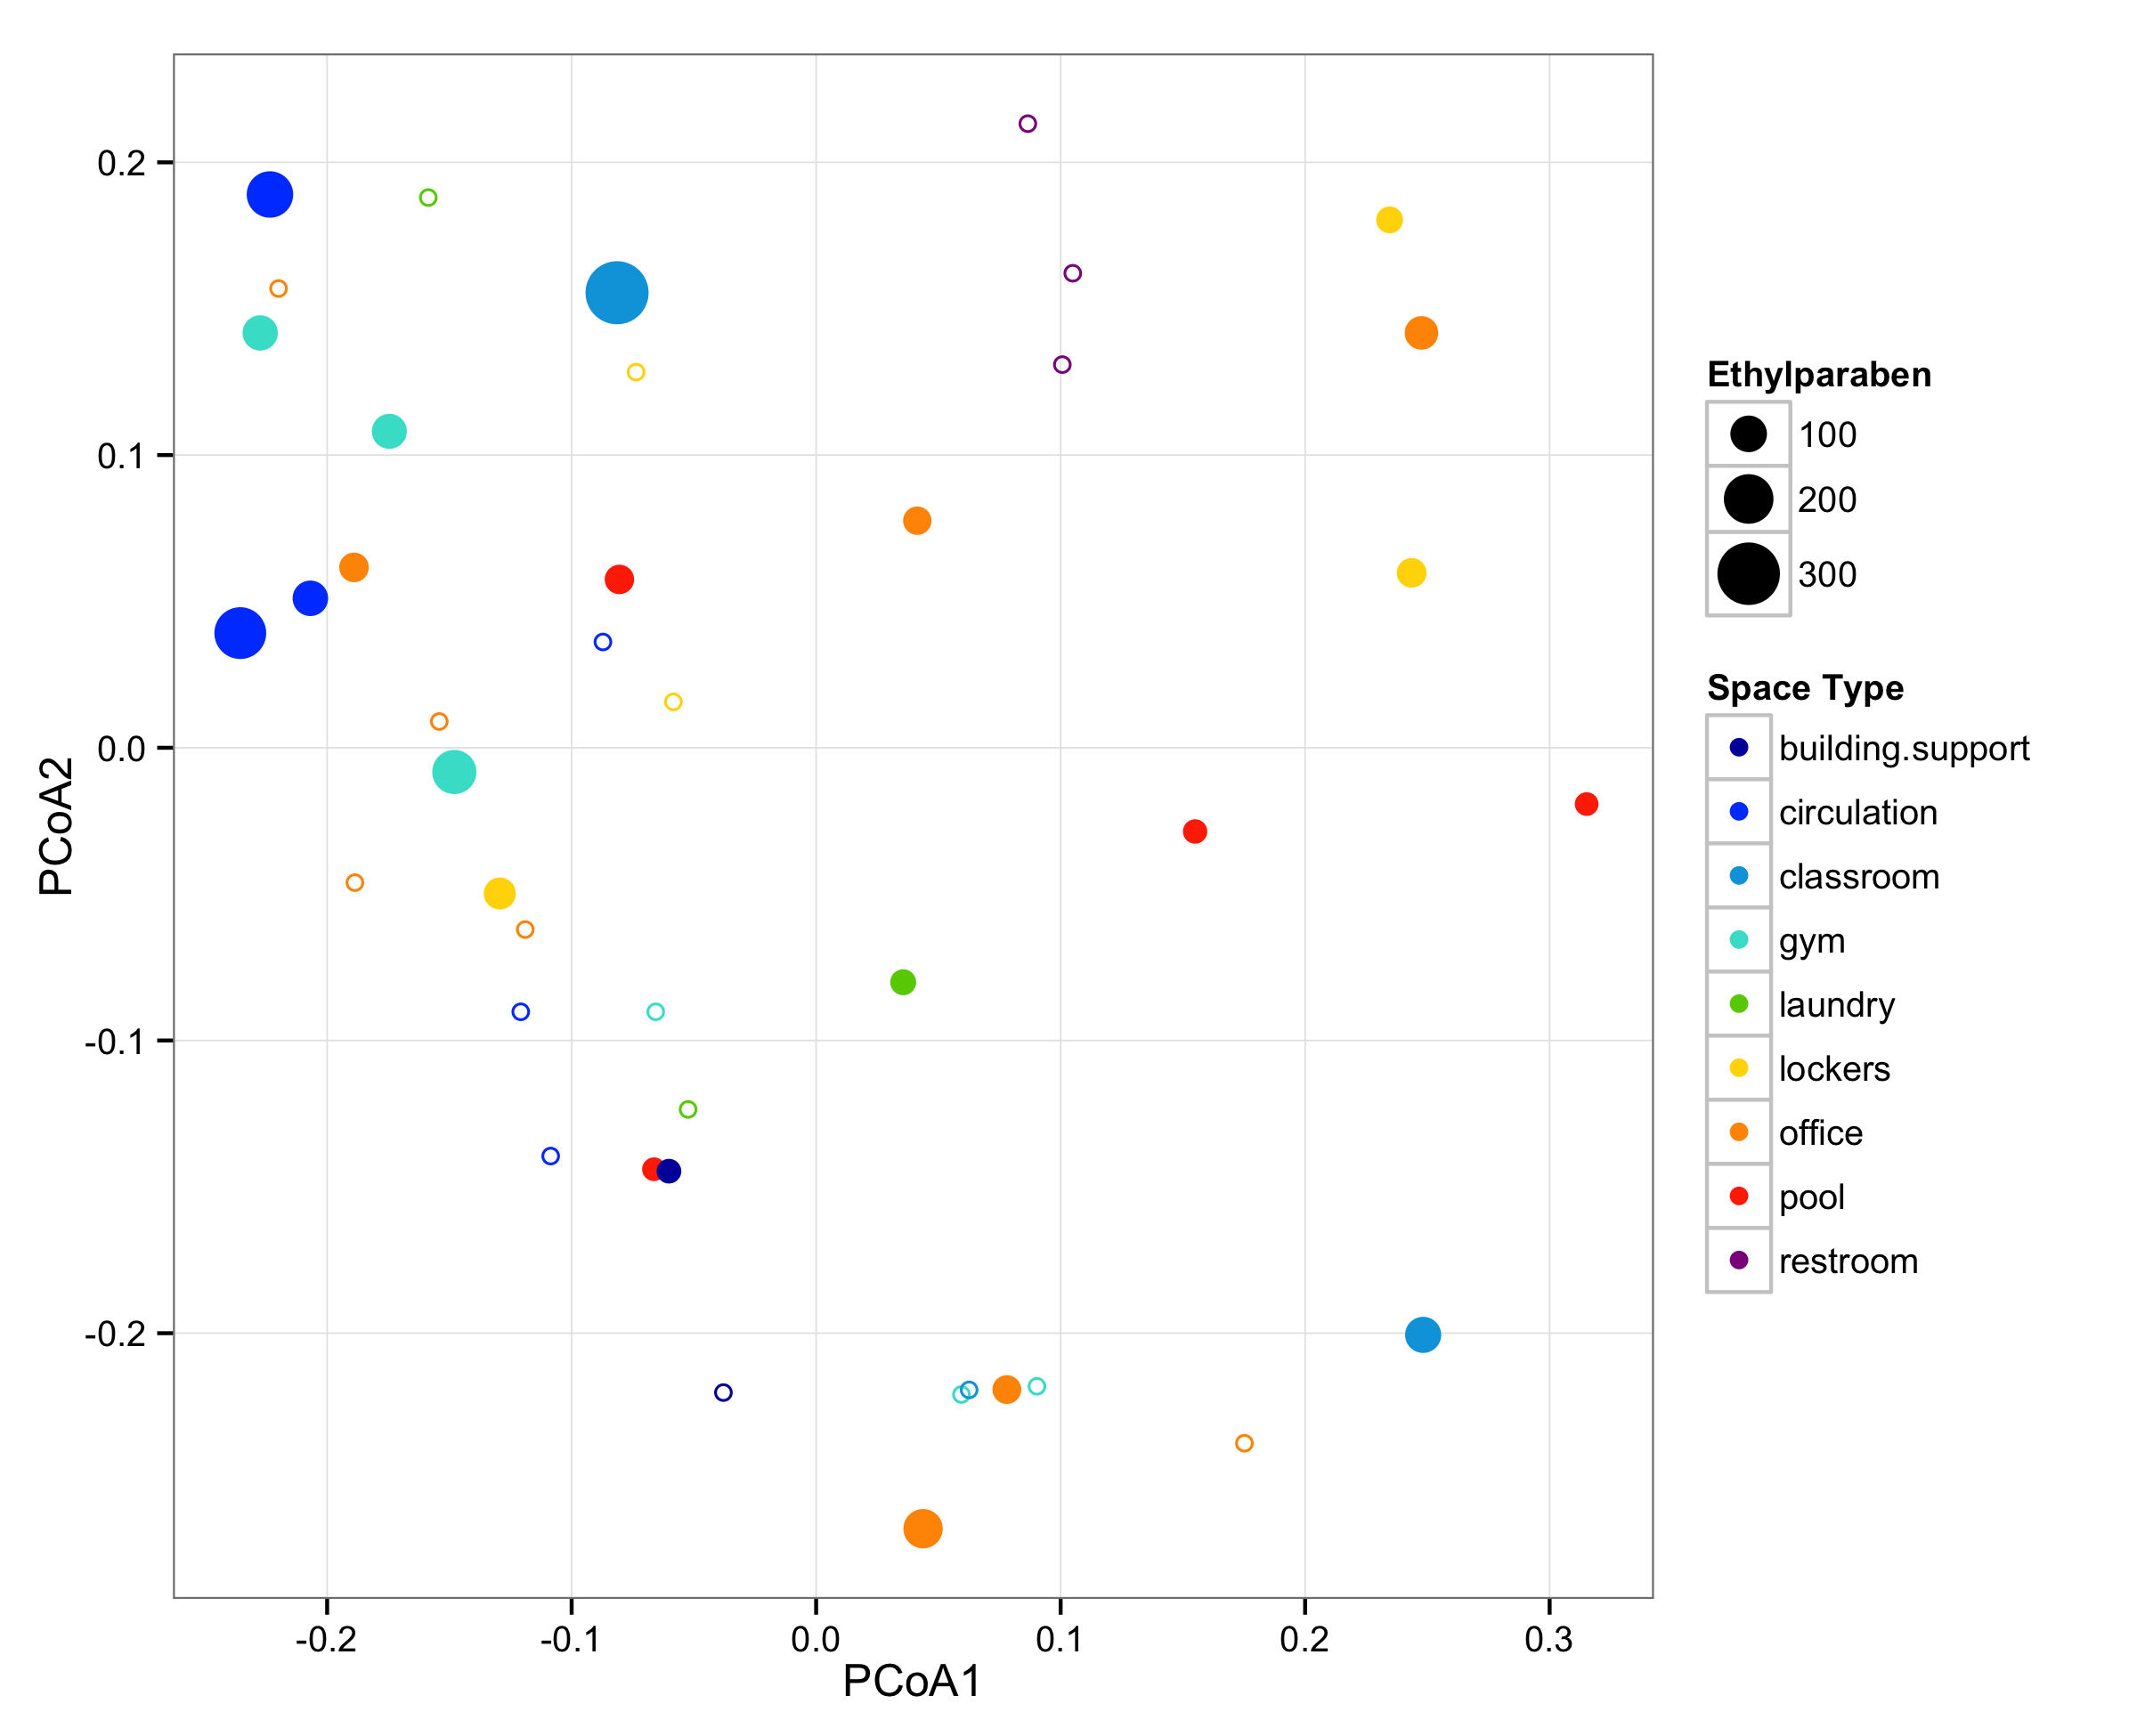 0.2
0.1
0.0
-0.1
-0.2
PCoA2
-0.2 -0.1 0.0 0.1 0.2 0.3
PCoA1
Ethylparaben
100
200
300
Space Type
building.support
circulation
classroom
gym
laundry
lockers
office
pool
restroom